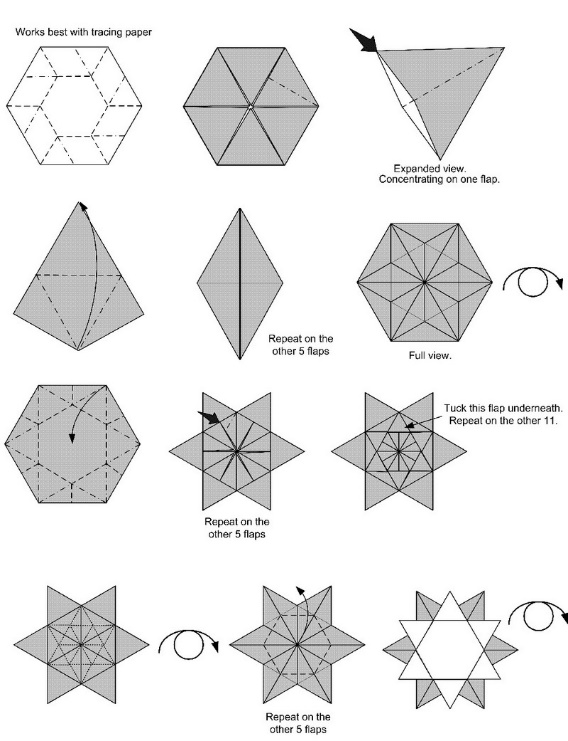 Works best with tracing paper
Expanded view.
Concentrating on one flap.
Repeat on the
other 5 flaps
Full view.
Tuck this flap underneath.
Repeat on the other 11.
Repeat on the
other 5 flaps
Repeat on the
other 5 flaps